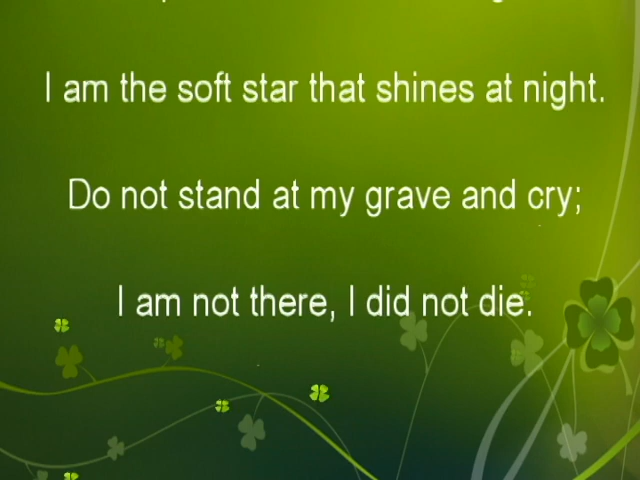 I am the soft star that shines at night.
Do not stand at my grave and cry;
I am not there, I did not die.